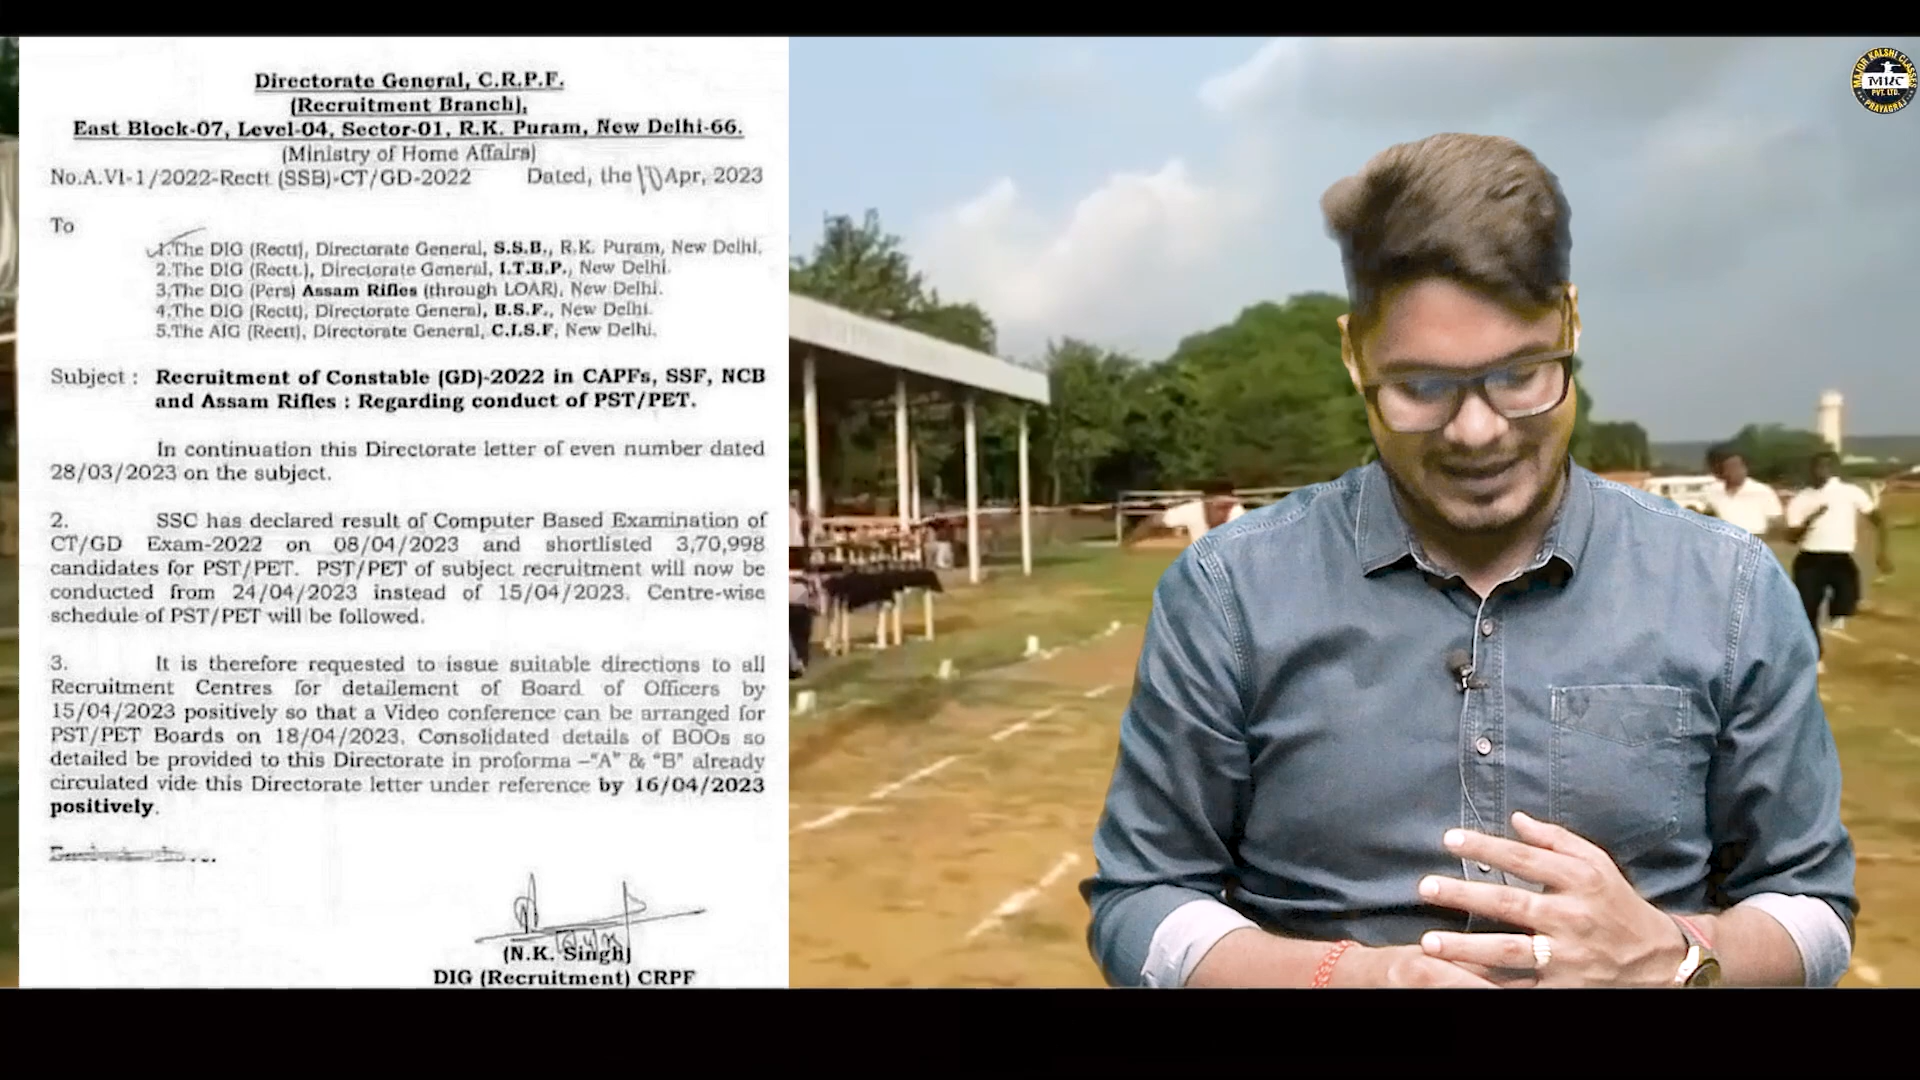 Directorate General, C.R.P.F.
(Recruitment Branch),
East Block-07, Level-04, Sector-01, R.K. Puram, New Delhi-66.
(Ministry of Home Affairs)
No.A.VI-1/2022-Rectt (SSB)-CT/GD-2022 Dated, the Apr, 2023
To
1.The DIG (Rectt), Directorate General, S.S.B., R.K. Puram, New Delhi.
2.The DIG (Rectt.), Directorate General, I.T.B.P., New Delhi.
3.The DIG (Pers) Assam Rifles (through LOAR), New Delhi.
4.The DIG (Rectt), Directorate General, B.S.F., New Delhi.
5.The AIG (Rectt), Directorate General, C.I.S.F, New Delhi.
Subject : Recruitment of Constable (GD)-2022 in CAPFs, SSF, NCB
and Assam Rifles : Regarding conduct of PST/PET.
In continuation this Directorate letter of even number dated
28/03/2023 on the subject.
2. SSC has declared result of Computer Based Examination of
CT/GD Exam-2022 on 08/04/2023 and shortlisted 3,70,998
candidates for PST/PET. PST/PET of subject recruitment will now be
conducted from 24/04/2023 instead of 15/04/2023. Centre-wise
schedule of PST/PET will be followed.
3. It is therefore requested to issue suitable directions to all
Recruitment Centres for detailement of Board of Officers by
15/04/2023 positively so that a Video conference can be arranged for
PST/PET Boards on 18/04/2023. Consolidated details of BOOs so
detailed be provided to this Directorate in proforma –“A” & “B” already
circulated vide this Directorate letter under reference by 16/04/2023
positively.
(N.K. Singh)
DIG (Recruitment) CRPF
MAJOR KALSHI CLASSES
MKC
PVT. LTD.
PRAYAGRAJ